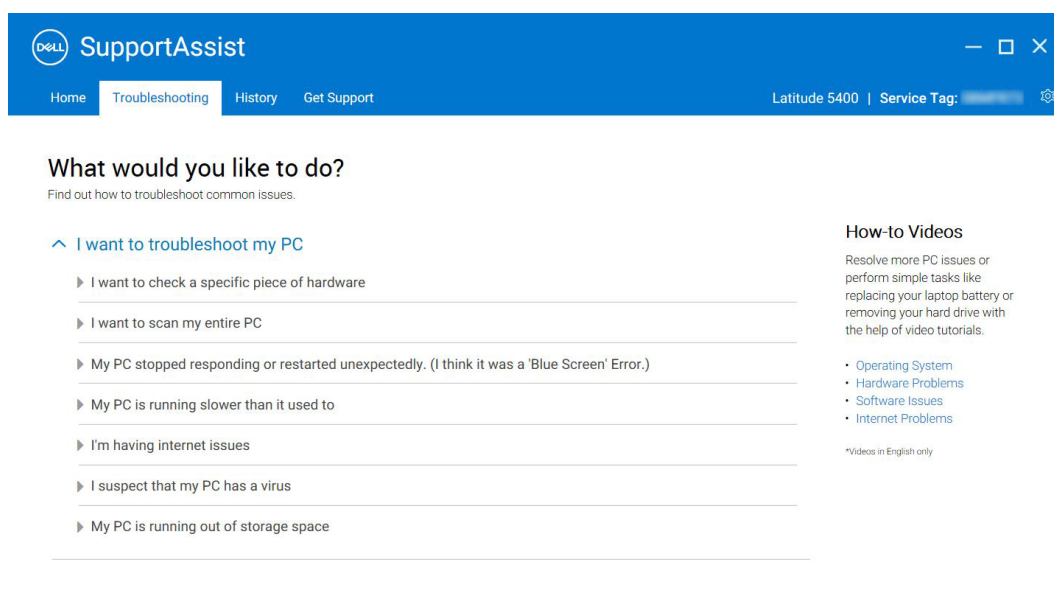 DELL SupportAssist
Home Troubleshooting History Get Support Latitude 5400 | Service Tag:
What would you like to do?
Find out how to troubleshoot common issues.
I want to troubleshoot my PC
I want to check a specific piece of hardware
I want to scan my entire PC
My PC stopped responding or restarted unexpectedly. (I think it was a 'Blue Screen' Error.)
My PC is running slower than it used to
I'm having internet issues
I suspect that my PC has a virus
My PC is running out of storage space
How-to Videos
Resolve more PC issues or
perform simple tasks like
replacing your laptop battery or
removing your hard drive with
the help of video tutorials.
• Operating System
• Hardware Problems
• Software Issues
• Internet Problems
*Videos in English only